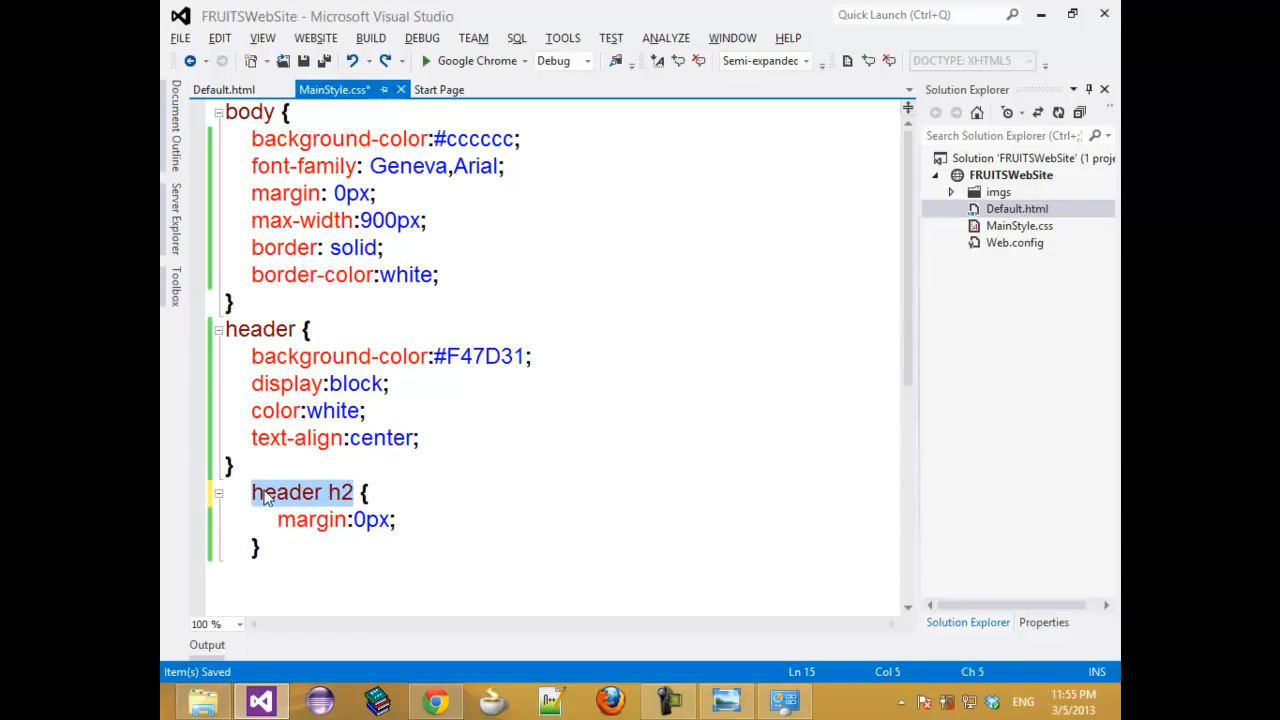 FRUITSWebSite - Microsoft Visual Studio
Quick Launch (Ctrl+Q)
FILE EDIT VIEW WEBSITE BUILD DEBUG TEAM SQL TOOLS TEST ANALYZE WINDOW HELP
Google Chrome Debug Semi-expanded DOCTYPE: XHTML5
Document Outline
Server Explorer
Toolbox
Default.html MainStyle.css* Start Page
body {
background-color:#cccccc;
font-family: Geneva,Arial;
margin: 0px;
max-width:900px;
border: solid;
border-color:white;
}
header {
background-color:#F47D31;
display:block;
color:white;
text-align:center;
}
header h2 {
margin:0px;
}
100 %
Output
Solution Explorer
Search Solution Explorer (Ctrl+;)
Solution 'FRUITSWebSite' (1 proje
FRUITSWebSite
imgs
Default.html
MainStyle.css
Web.config
Solution Explorer Properties
Item(s) Saved Ln 15 Col 5 Ch 5 INS
ENG
11:55 PM
3/5/2013